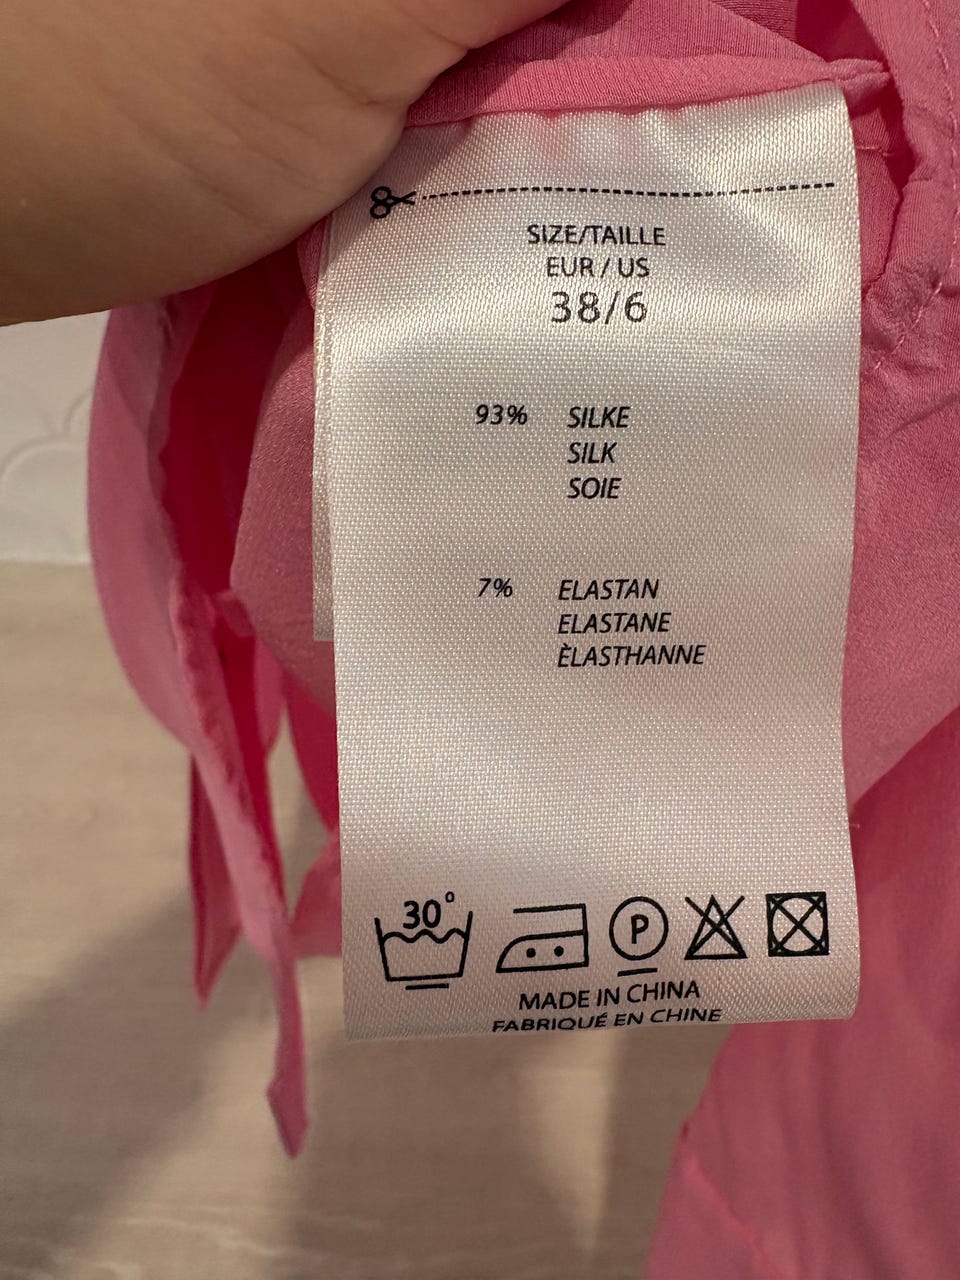 SIZE/TAILLE
EUR / US
38/6
93% SILKE
SILK
SOIE
7% ELASTAN
ELASTANE
ÈLASTHANNE
30°
P
MADE IN CHINA
FABRIQUÉ EN CHINE